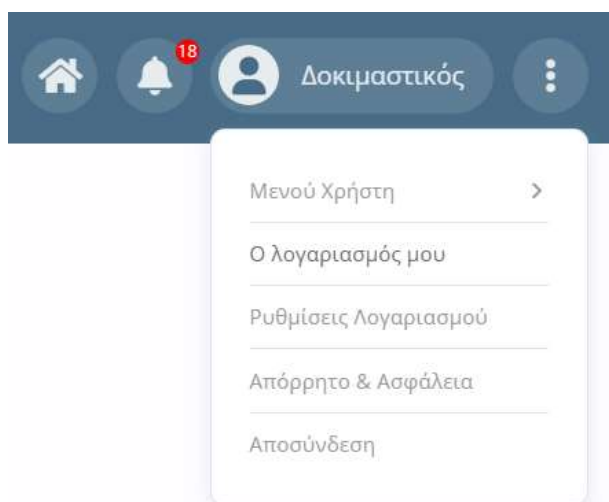 18
Δοκιμαστικός
Μενού Χρήστη
Ο λογαριασμός μου
Ρυθμίσεις Λογαριασμού
Απόρρητο & Ασφάλεια
Αποσύνδεση